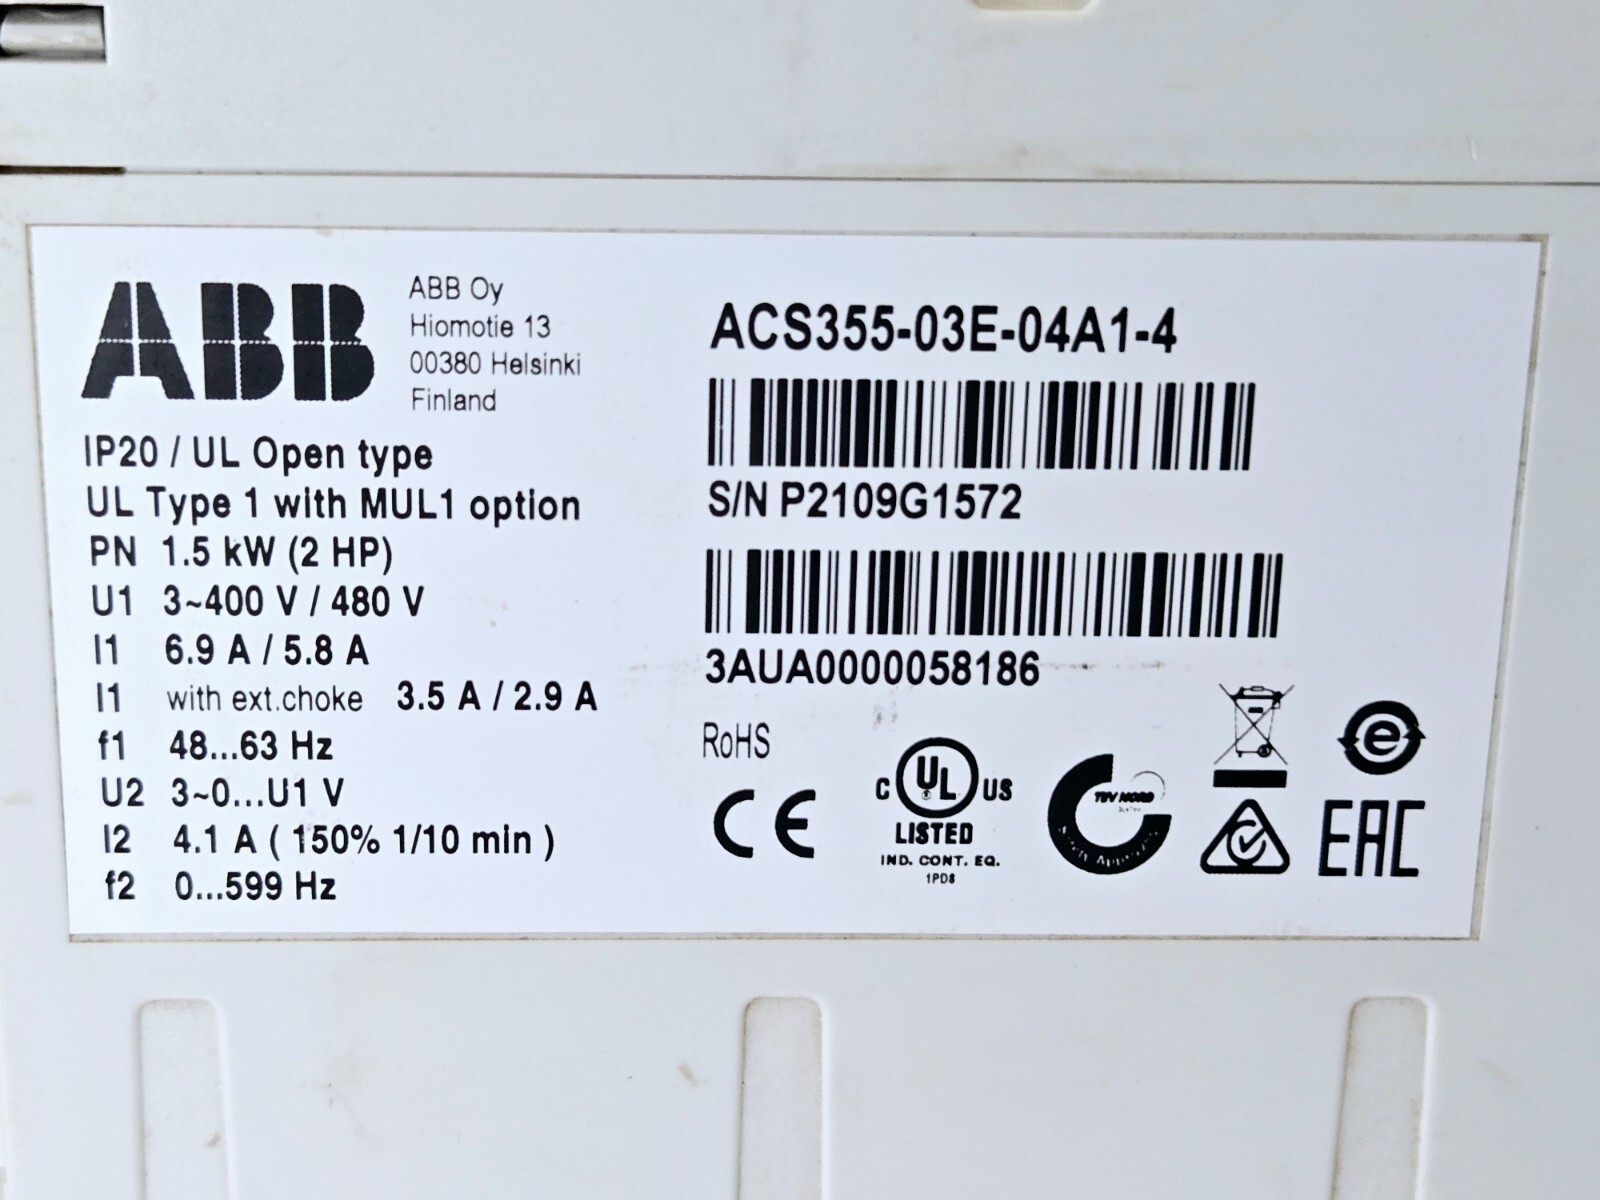 ABB
ABB Oy
Hiomotie 13
00380 Helsinki
Finland
IP20 / UL Open type
UL Type 1 with MUL1 option
PN 1.5 kW (2 HP)
U1 3~400 V / 480 V
I1 6.9 A / 5.8 A
I1 with ext.choke 3.5 A / 2.9 A
f1 48...63 Hz
U2 3~0...U1 V
I2 4.1 A ( 150% 1/10 min )
f2 0...599 Hz
ACS355-03E-04A1-4
S/N P2109G1572
3AUA0000058186
RoHS
CE
C UL US
LISTED
IND. CONT. EQ.
1PD8
TÜV NORD
e
EAC